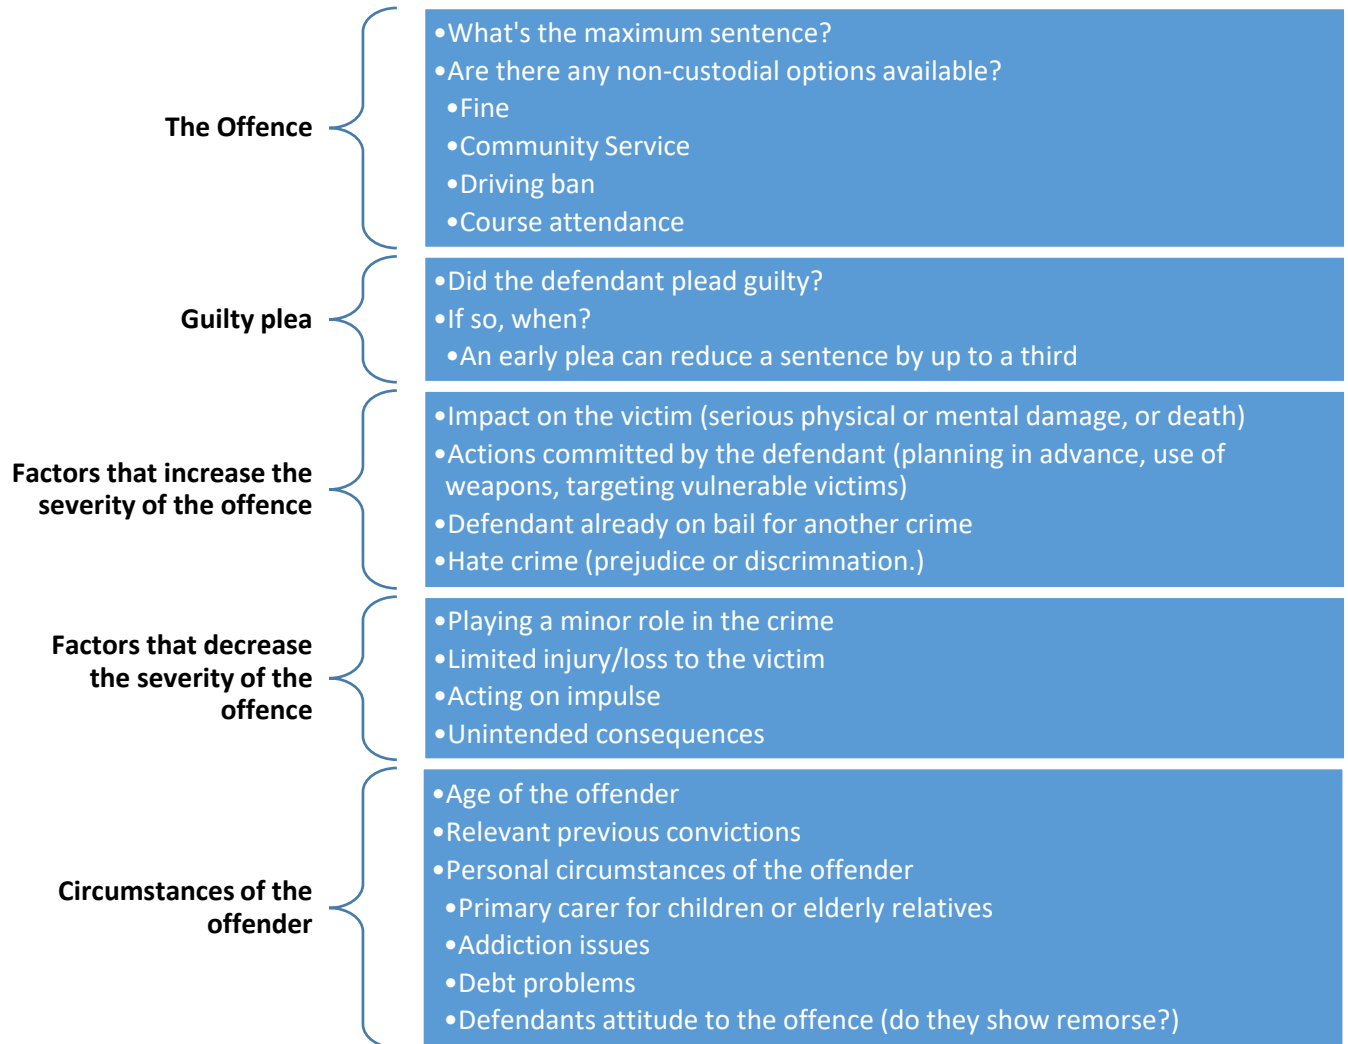 The Offence
•What's the maximum sentence?
•Are there any non-custodial options available?
•Fine
•Community Service
•Driving ban
•Course attendance
Guilty plea
•Did the defendant plead guilty?
•If so, when?
•An early plea can reduce a sentence by up to a third
Factors that increase the
severity of the offence
•Impact on the victim (serious physical or mental damage, or death)
•Actions committed by the defendant (planning in advance, use of
weapons, targeting vulnerable victims)
•Defendant already on bail for another crime
•Hate crime (prejudice or discrimnation.)
Factors that decrease
the severity of the
offence
•Playing a minor role in the crime
•Limited injury/loss to the victim
•Acting on impulse
•Unintended consequences
Circumstances of the
offender
•Age of the offender
•Relevant previous convictions
•Personal circumstances of the offender
•Primary carer for children or elderly relatives
•Addiction issues
•Debt problems
•Defendants attitude to the offence (do they show remorse?)